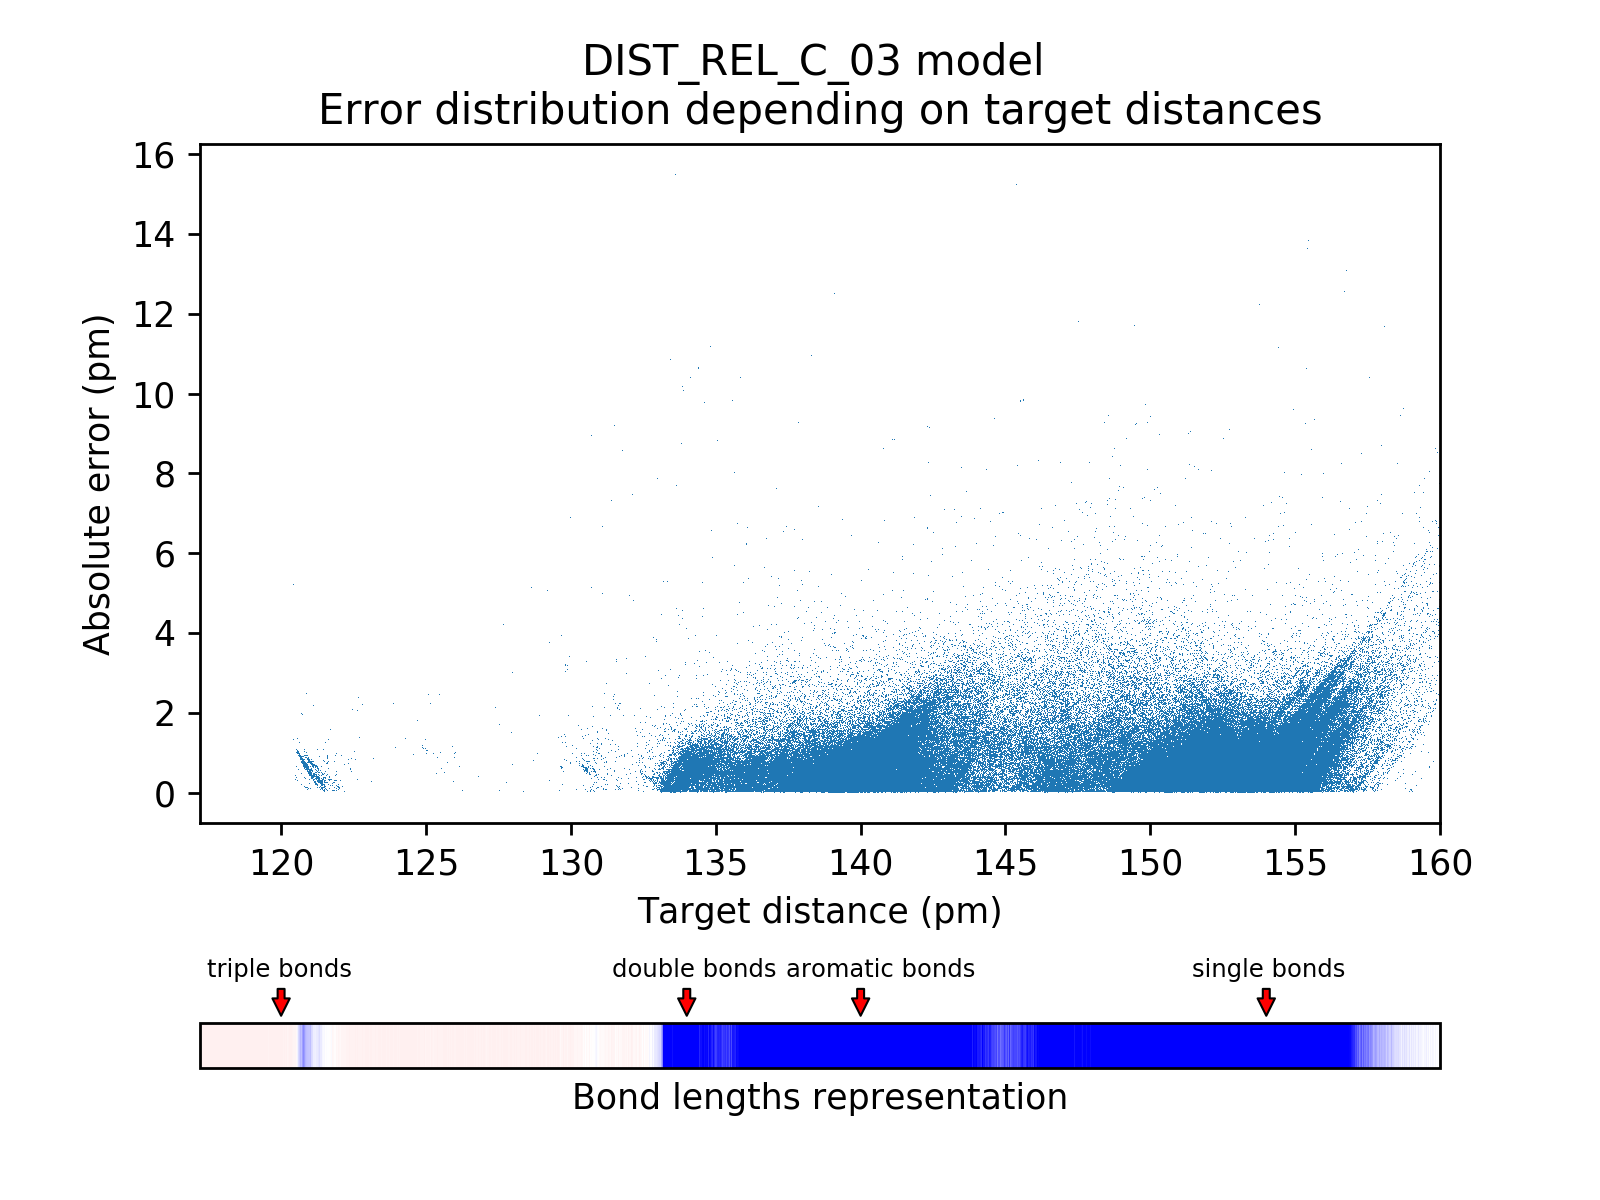 DIST_REL_C_03 model
Error distribution depending on target distances
16
14
12
10
8
6
4
2
0
Absolute error (pm)
120 125 130 135 140 145 150 155 160
Target distance (pm)
triple bonds double bonds aromatic bonds single bonds
Bond lengths representation